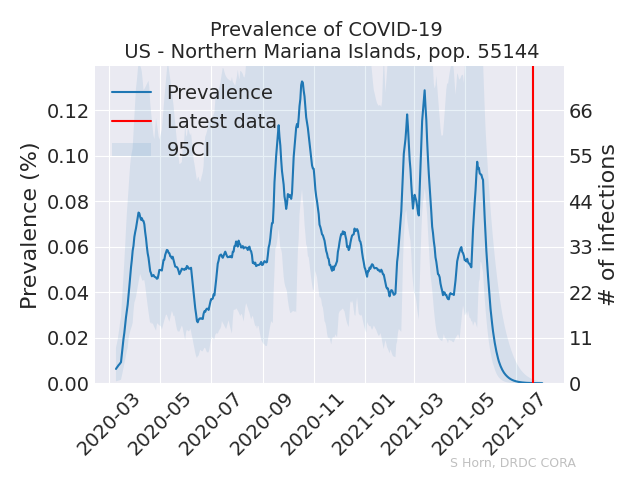 Prevalence of COVID-19
US - Northern Mariana Islands, pop. 55144
Prevalence
Latest data
95CI
Prevalence (%)
0.12
0.10
0.08
0.06
0.04
0.02
0.00
66
55
44
33
22
11
0
# of infections
2020-03
2020-05
2020-07
2020-09
2020-11
2021-01
2021-03
2021-05
2021-07
S Horn, DRDC CORA